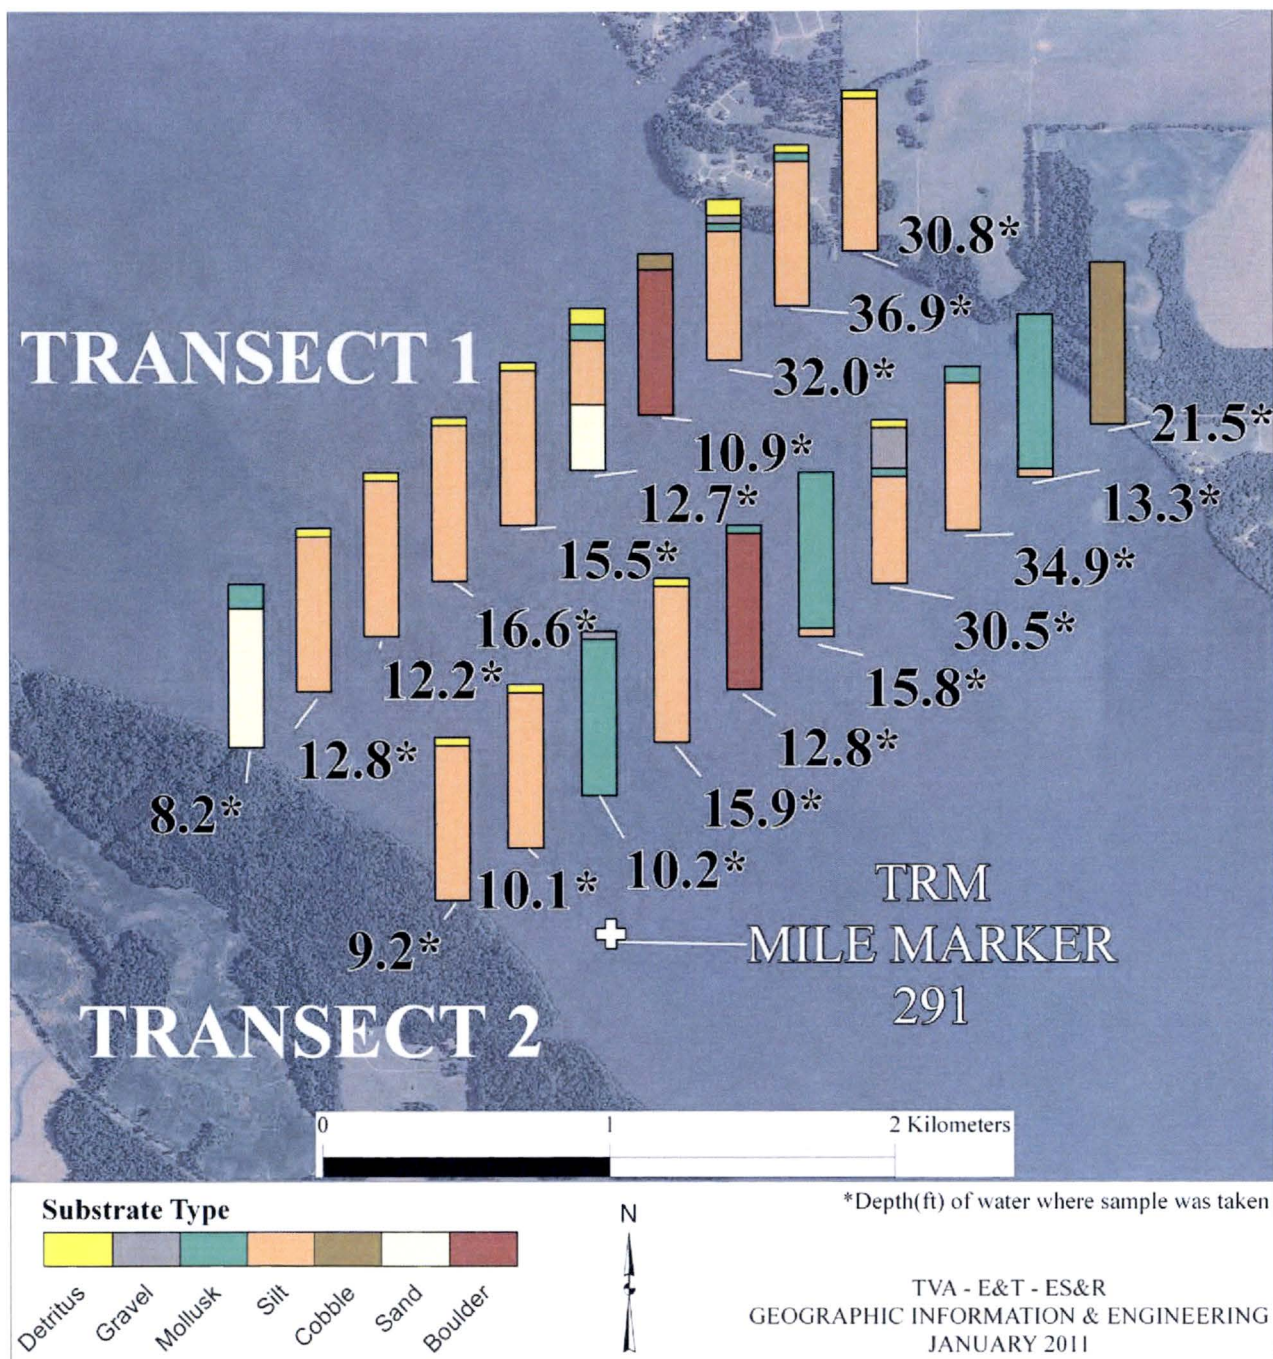 30.8*
36.9*
TRANSECT 1
32.0*
21.5*
10.9*
12.7*
13.3*
15.5*
34.9*
16.6*
30.5*
12.2*
15.8*
12.8*
12.8*
8.2*
15.9*
10.2*
10.1*
9.2*
TRM
MILE MARKER
291
TRANSECT 2
0 1 2 Kilometers
*Depth(ft) of water where sample was taken
Substrate Type
Detritus
Gravel
Mollusk
Silt
Cobble
Sand
Boulder
N
TVA - E&T - ES&R
GEOGRAPHIC INFORMATION & ENGINEERING
JANUARY 2011